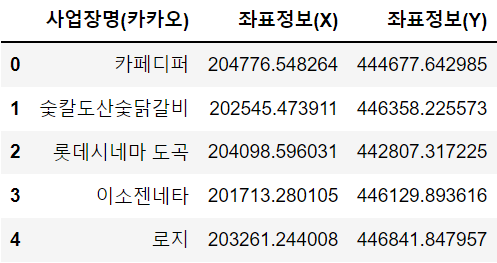 사업장명(카카오) 좌표정보(X) 좌표정보(Y)
0 카페디퍼 204776.548264 444677.642985
1 숯칼도산숯닭갈비 202545.473911 446358.225573
2 롯데시네마 도곡 204098.596031 442807.317225
3 이소젠네타 201713.280105 446129.893616
4 로지 203261.244008 446841.847957